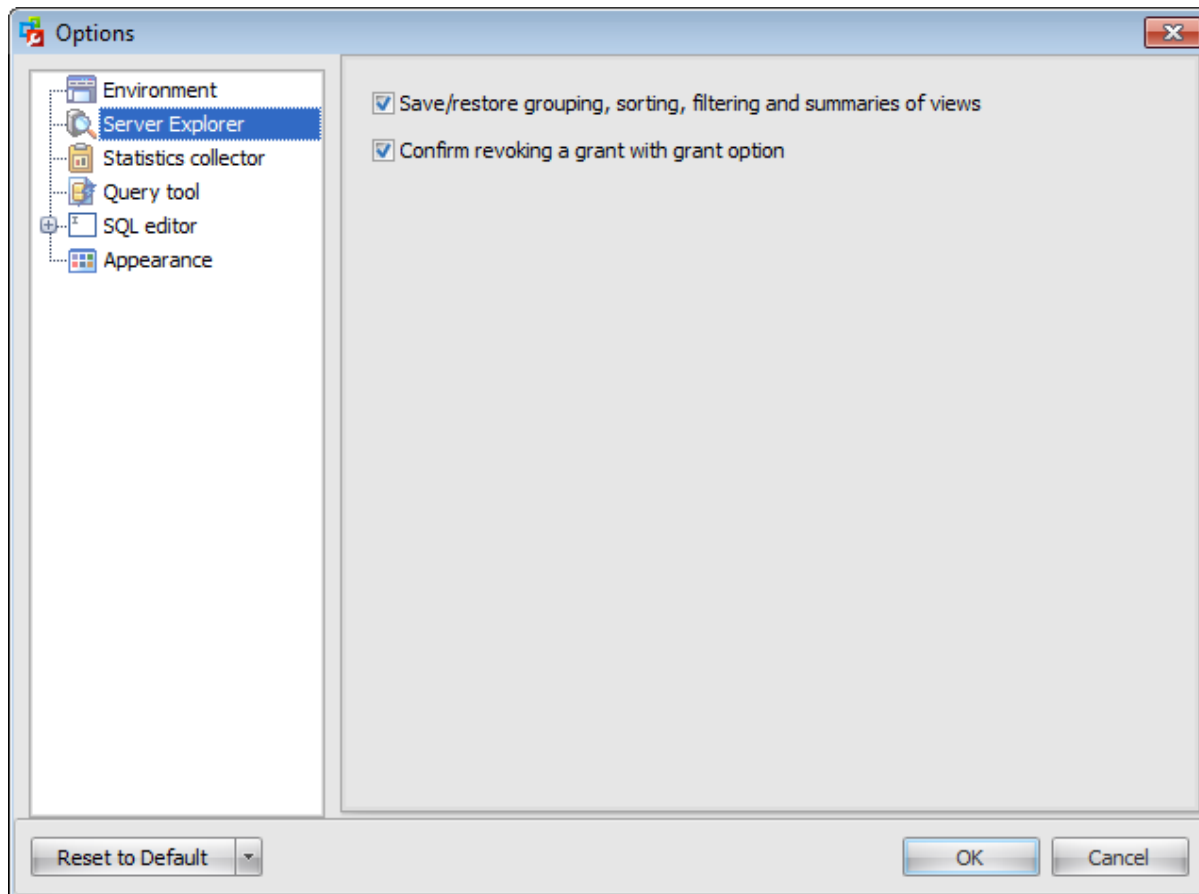 Options
Environment
Server Explorer
Statistics collector
Query tool
SQL editor
Appearance
Save/restore grouping, sorting, filtering and summaries of views
Confirm revoking a grant with grant option
Reset to Default
OK
Cancel